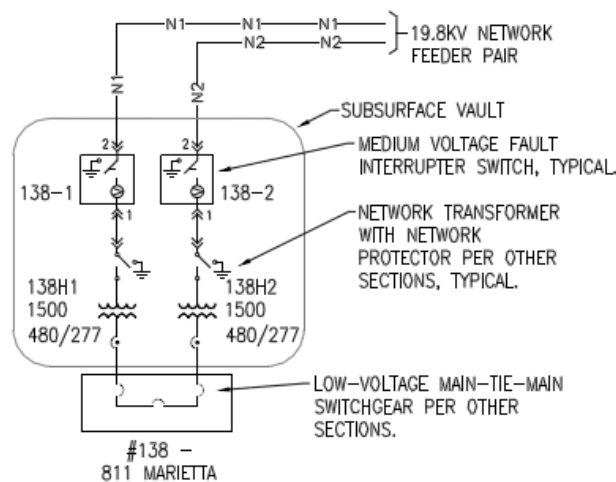 N1
N1
N2
N2
19.8KV NETWORK
FEEDER PAIR
N1
N2
SUBSURFACE VAULT
2
2
MEDIUM VOLTAGE FAULT
INTERRUPTER SWITCH, TYPICAL.
138-1
138-2
1
1
NETWORK TRANSFORMER
WITH NETWORK
PROTECTOR PER OTHER
SECTIONS, TYPICAL.
138H1
1500
480/277
138H2
1500
480/277
LOW-VOLTAGE MAIN-TIE-MAIN
SWITCHGEAR PER OTHER
SECTIONS.
#138 -
811 MARIETTA